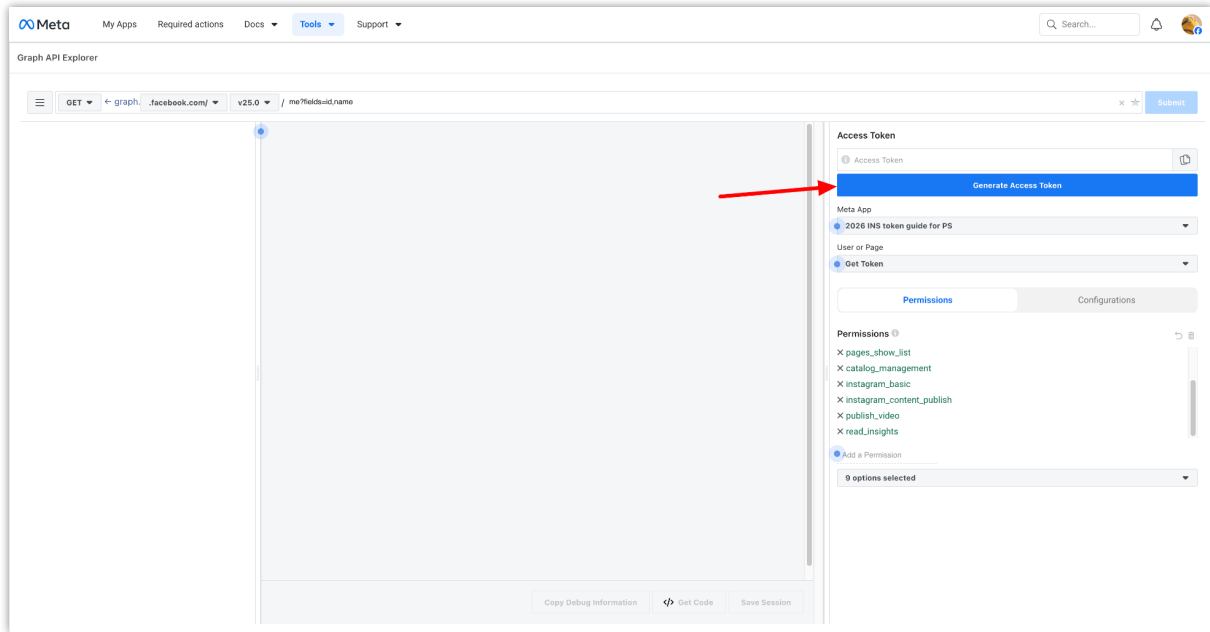 Meta My Apps Required actions Docs Tools Support Search...
Graph API Explorer
GET graph. .facebook.com/ v25.0 / me?fields=id,name Submit
Access Token
Access Token
Generate Access Token
Meta App
2026 INS token guide for PS
User or Page
Get Token
Permissions Configurations
Permissions
pages_show_list
catalog_management
instagram_basic
instagram_content_publish
publish_video
read_insights
Add a Permission
9 options selected
Copy Debug Information </> Get Code Save Session